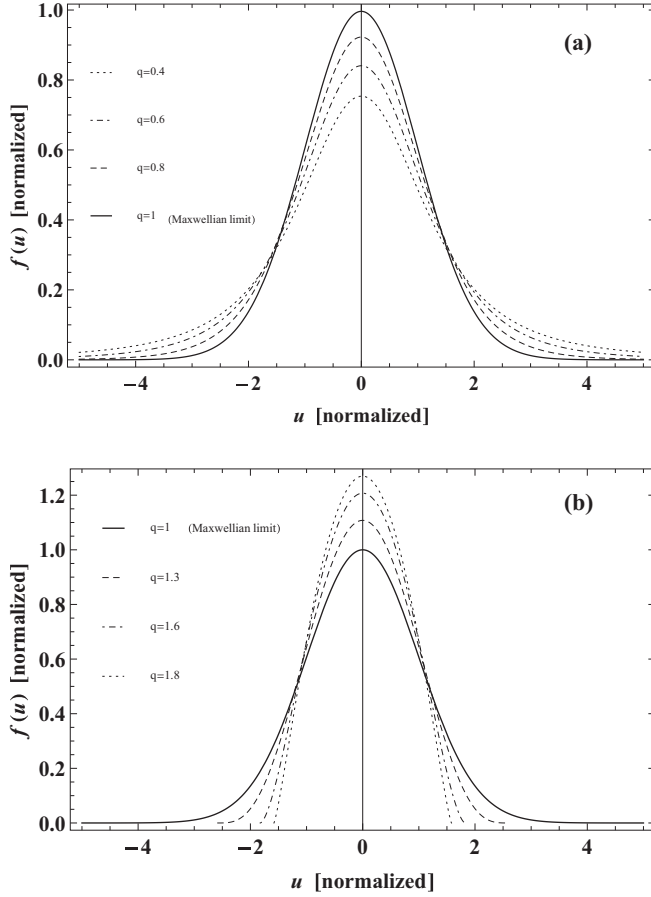 1.0
(a)
q=0.4
0.8
q=0.6
0.6
q=0.8
0.4
q=1 (Maxwellian limit)
0.2
0.0
f(u) [normalized]
−4 −2 0 2 4
u [normalized]
1.2
(b)
q=1 (Maxwellian limit)
1.0
q=1.3
0.8
0.6
q=1.6
q=1.8
0.4
0.2
0.0
f(u) [normalized]
−4 −2 0 2 4
u [normalized]